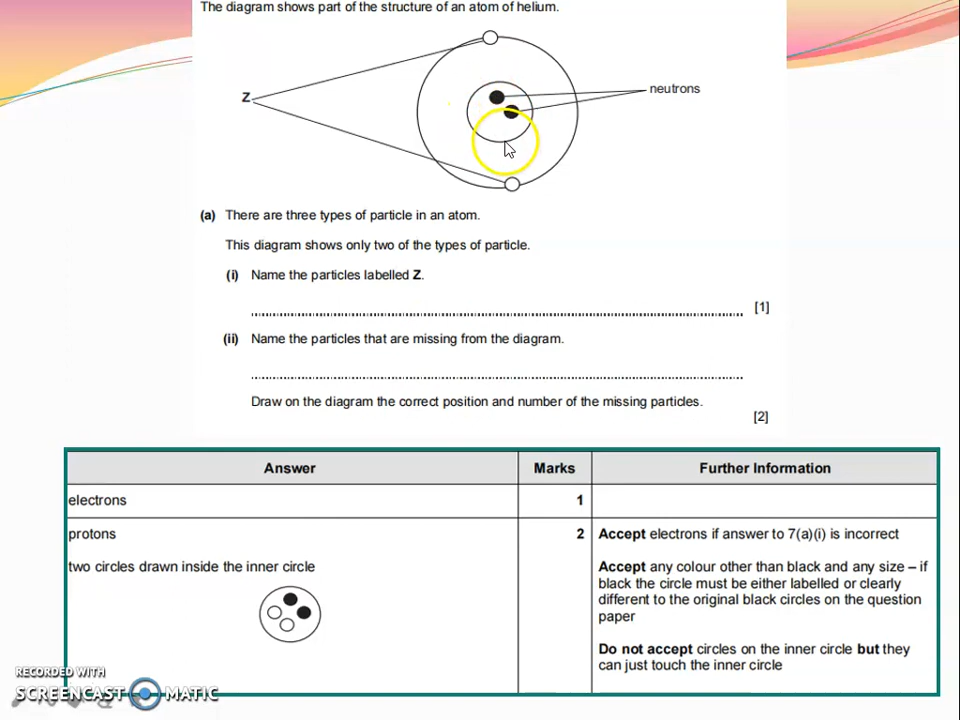 The diagram shows part of the structure of an atom of helium.
Z
neutrons
(a) There are three types of particle in an atom.
This diagram shows only two of the types of particle.
(i) Name the particles labelled Z.
[1]
(ii) Name the particles that are missing from the diagram.
Draw on the diagram the correct position and number of the missing particles.
[2]
Answer Marks Further Information
electrons 1
protons 2 Accept electrons if answer to 7(a)(i) is incorrect
two circles drawn inside the inner circle
Accept any colour other than black and any size – if
black the circle must be either labelled or clearly
different to the original black circles on the question
paper
Do not accept circles on the inner circle but they
can just touch the inner circle
RECORDED WITH
SCREENCAST MATIC